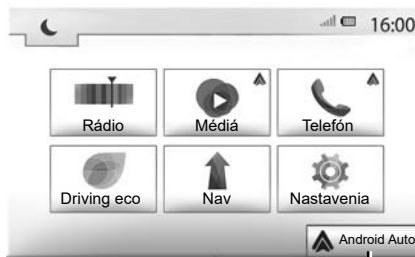 16:00
Rádio
Médiá
Telefón
Driving eco
Nav
Nastavenia
Android Auto